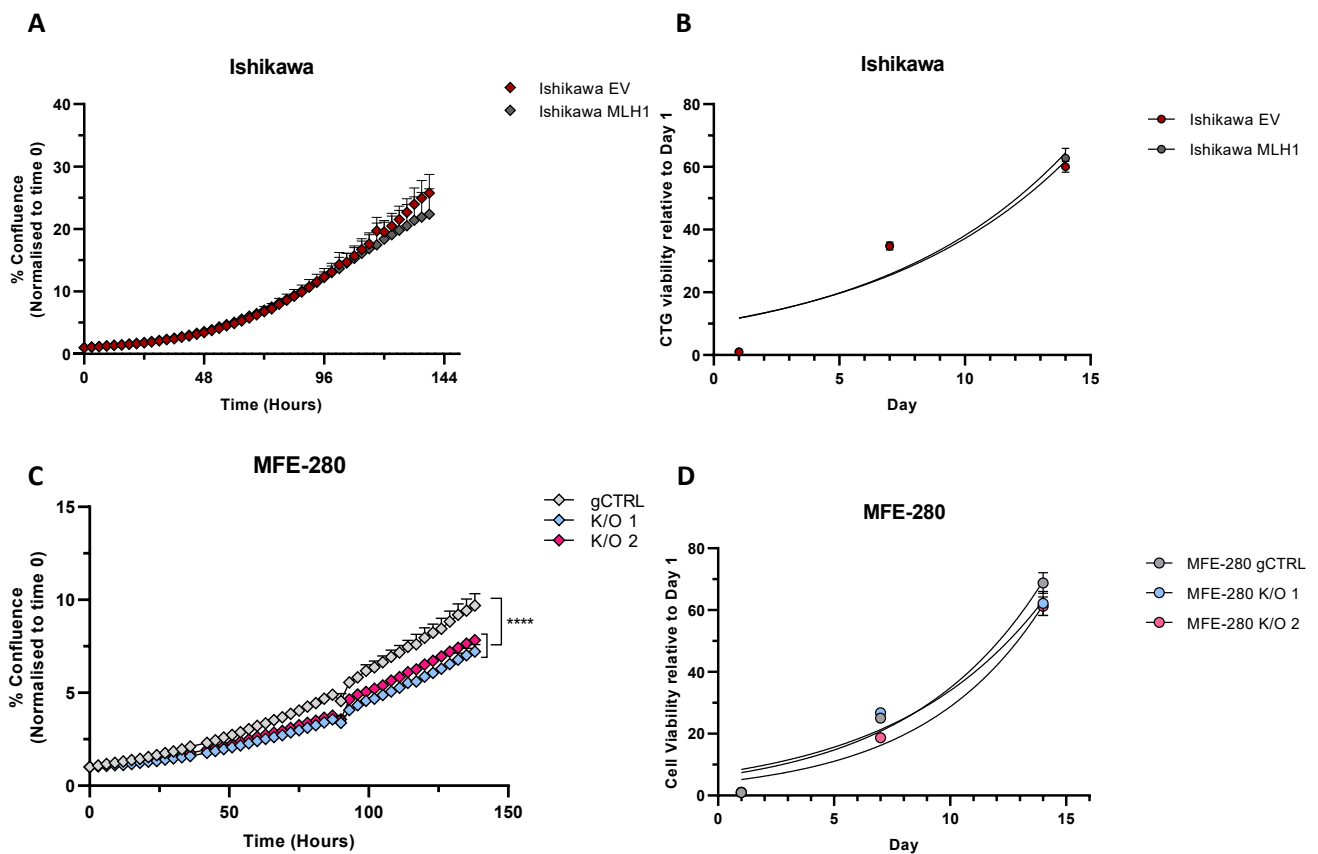 A
Ishikawa
% Confluence
(Normalised to time 0)
40
30
20
10
0
0
48
96
144
Time (Hours)
Ishikawa EV
Ishikawa MLH1
B
Ishikawa
CTG viability relative to Day 1
80
60
40
20
0
0
5
10
15
Day
Ishikawa EV
Ishikawa MLH1
C
MFE-280
% Confluence
(Normalised to time 0)
15
10
5
0
0
50
100
150
Time (Hours)
gCTRL
K/O 1
K/O 2
****
D
MFE-280
Cell Viability relative to Day 1
80
60
40
20
0
0
5
10
15
Day
MFE-280 gCTRL
MFE-280 K/O 1
MFE-280 K/O 2